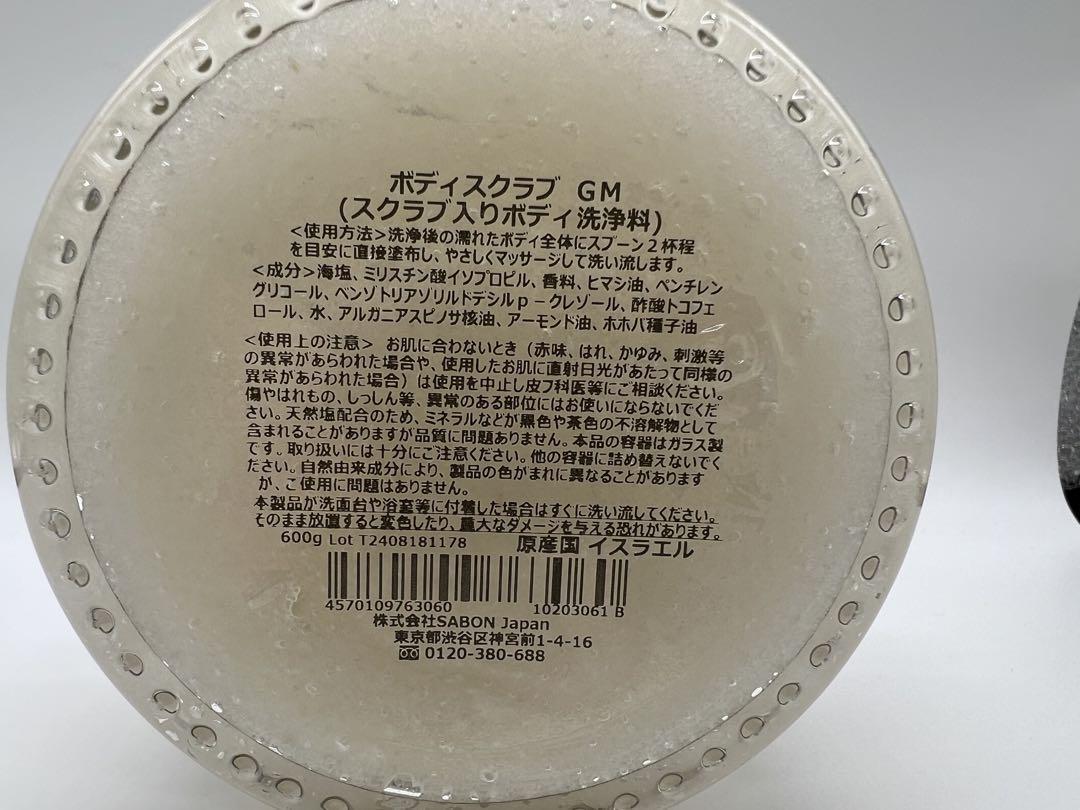 ボディスクラブ GM
(スクラブ入りボディ洗浄料)
<使用方法>洗浄後の濡れたボディ全体にスプーン2杯程
を目安に直接塗布し、やさしくマッサージして洗い流します。
<成分>海塩、ミリスチン酸イソプロピル、香料、ヒマシ油、ペンチレン
グリコール、ベンゾトリアゾリルドデシルp-クレゾール、酢酸トコフェ
ロール、水、アルガニアスピノサ核油、アーモンド油、ホホバ種子油
<使用上の注意> お肌に合わないとき(赤味、はれ、かゆみ、刺激等
の異常があらわれた場合や、使用したお肌に直射日光があたって同様の
異常があらわれた場合)は使用を中止し皮フ科医等にご相談ください。
傷やはれもの、しっしん等、異常のある部位にはお使いにならないでくだ
さい。天然塩配合のため、ミネラルなどが黒色や茶色の不溶解物として
含まれることがありますが品質に問題ありません。本品の容器はガラス製
です。取り扱いには十分にご注意ください。他の容器に詰め替えないでく
ださい。自然由来成分により、製品の色がまれに異なることがあります
が、ご使用に問題はありません。
本製品が洗面台や浴室等に付着した場合はすぐに洗い流してください。
そのまま放置すると変色したり、重大なダメージを与える恐れがあります。
600g Lot T2408181178 原産国 イスラエル
4570109763060 10203061 B
株式会社SABON Japan
東京都渋谷区神宮前1-4-16
0120-380-688